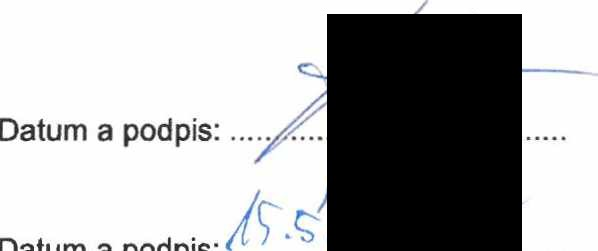 Datum a podpis: ..........
Datum a podpis: 15.5